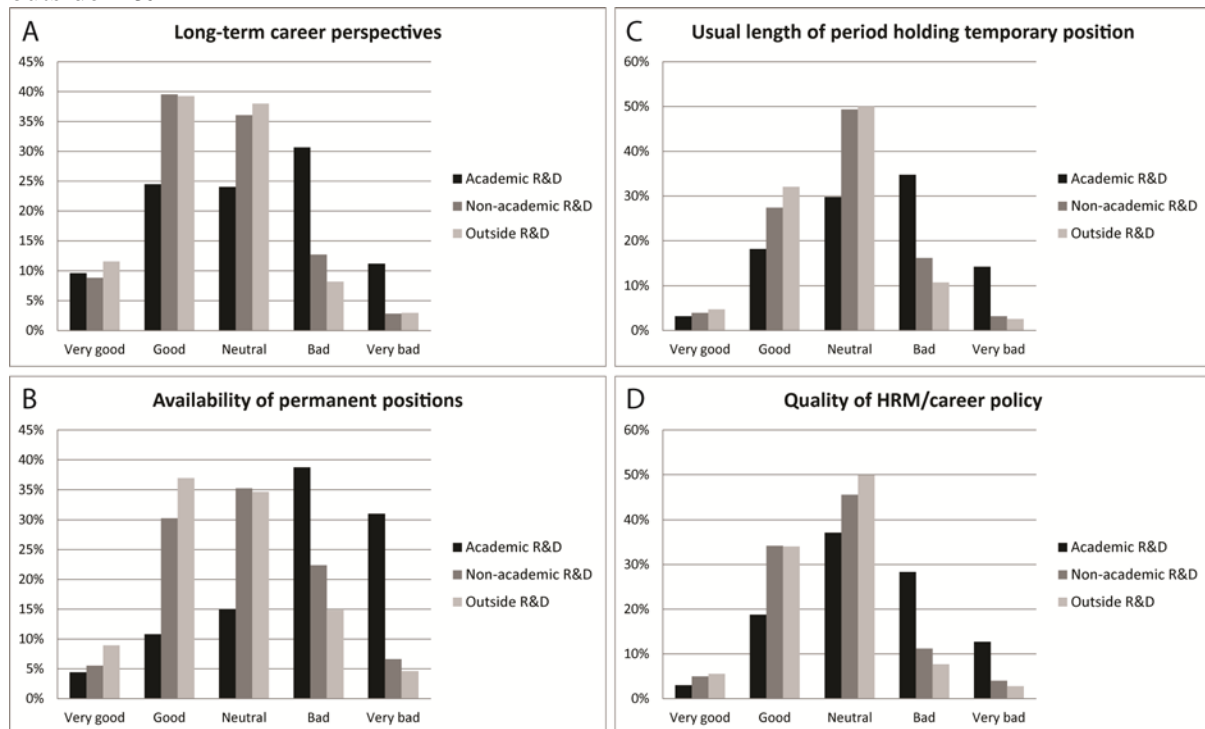 A
Long-term career perspectives
45%
40%
35%
30%
25%
20%
15%
10%
5%
0%
Very good Good Neutral Bad Very bad
Academic R&D
Non-academic R&D
Outside R&D
C
Usual length of period holding temporary position
60%
50%
40%
30%
20%
10%
0%
Very good Good Neutral Bad Very bad
Academic R&D
Non-academic R&D
Outside R&D
B
Availability of permanent positions
45%
40%
35%
30%
25%
20%
15%
10%
5%
0%
Very good Good Neutral Bad Very bad
Academic R&D
Non-academic R&D
Outside R&D
D
Quality of HRM/career policy
60%
50%
40%
30%
20%
10%
0%
Very good Good Neutral Bad Very bad
Academic R&D
Non-academic R&D
Outside R&D